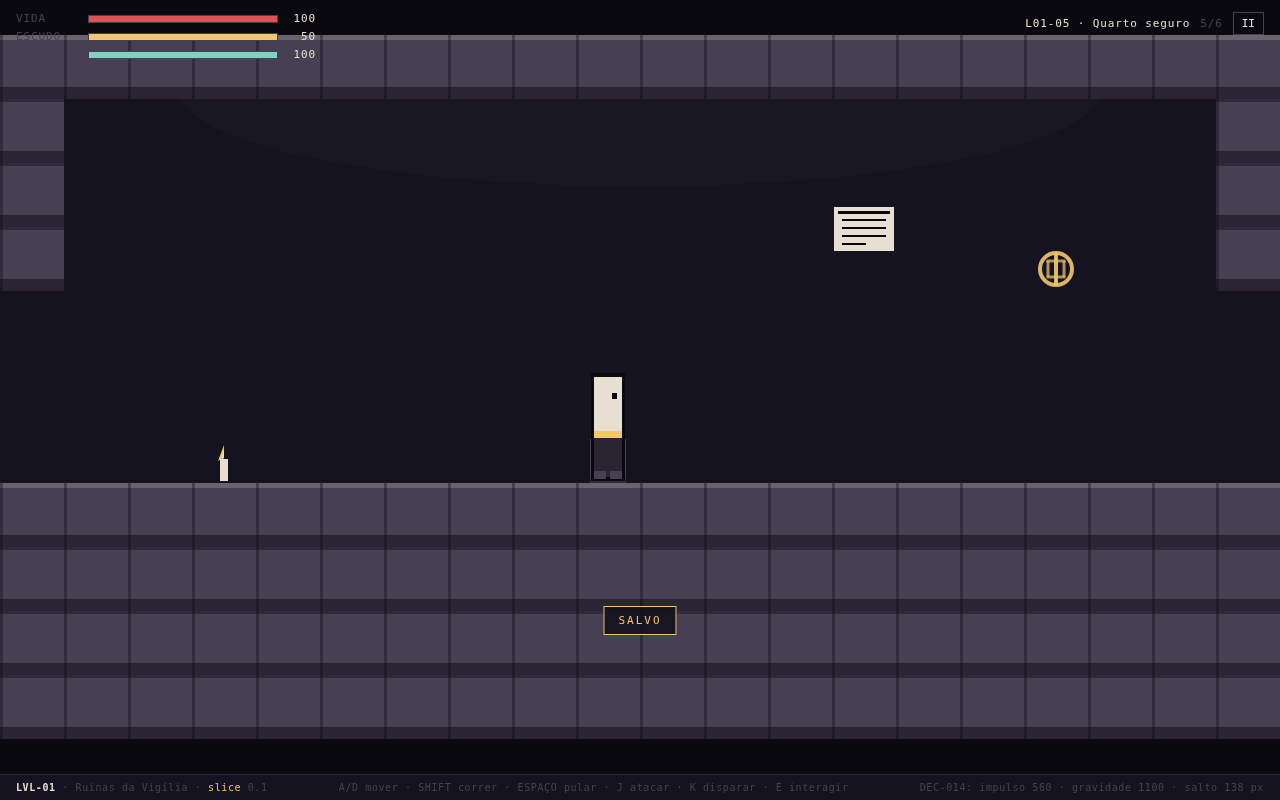 VIDA 100
ESCUDO 50
100
L01-05 · Quarto seguro 5/6 II
SALVO
LVL-01 · Ruínas da Vigília · slice 0.1
A/D mover · SHIFT correr · ESPAÇO pular · J atacar · K disparar · E interagir
DEC-014: impulso 560 · gravidade 1100 · salto 138 px